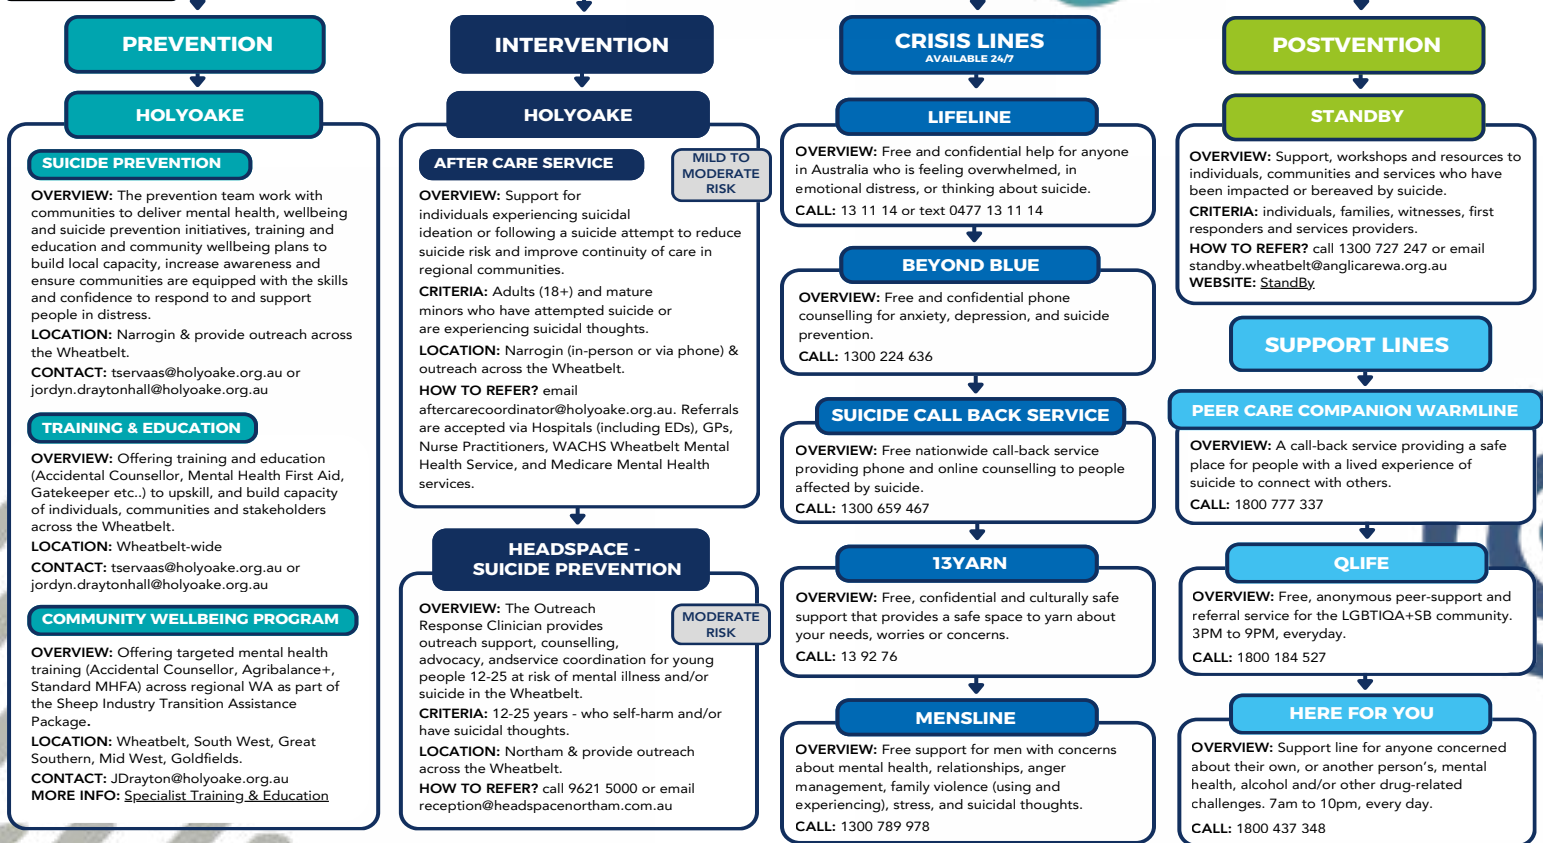 PREVENTION
HOLYOAKE
SUICIDE PREVENTION
OVERVIEW: The prevention team work with
communities to deliver mental health, wellbeing
and suicide prevention initiatives, training and
education and community wellbeing plans to
build local capacity, increase awareness and
ensure communities are equipped with the skills
and confidence to respond to and support
people in distress.
LOCATION: Narrogin & provide outreach across
the Wheatbelt.
CONTACT: tservaas@holyoake.org.au or
jordyn.draytonhall@holyoake.org.au
TRAINING & EDUCATION
OVERVIEW: Offering training and education
(Accidental Counsellor, Mental Health First Aid,
Gatekeeper etc..) to upskill, and build capacity
of individuals, communities and stakeholders
across the Wheatbelt.
LOCATION: Wheatbelt-wide
CONTACT: tservaas@holyoake.org.au or
jordyn.draytonhall@holyoake.org.au
COMMUNITY WELLBEING PROGRAM
OVERVIEW: Offering targeted mental health
training (Accidental Counsellor, Agribalance+,
Standard MHFA) across regional WA as part of
the Sheep Industry Transition Assistance
Package.
LOCATION: Wheatbelt, South West, Great
Southern, Mid West, Goldfields.
CONTACT: JDrayton@holyoake.org.au
MORE INFO: Specialist Training & Education
INTERVENTION
HOLYOAKE
AFTER CARE SERVICE
MILD TO
MODERATE
RISK
OVERVIEW: Support for
individuals experiencing suicidal
ideation or following a suicide attempt to reduce
suicide risk and improve continuity of care in
regional communities.
CRITERIA: Adults (18+) and mature
minors who have attempted suicide or
are experiencing suicidal thoughts.
LOCATION: Narrogin (in-person or via phone) &
outreach across the Wheatbelt.
HOW TO REFER? email
aftercarecoordinator@holyoake.org.au. Referrals
are accepted via Hospitals (including EDs), GPs,
Nurse Practitioners, WACHS Wheatbelt Mental
Health Service, and Medicare Mental Health
services.
HEADSPACE -
SUICIDE PREVENTION
MODERATE
RISK
OVERVIEW: The Outreach
Response Clinician provides
outreach support, counselling,
advocacy, andservice coordination for young
people 12-25 at risk of mental illness and/or
suicide in the Wheatbelt.
CRITERIA: 12-25 years - who self-harm and/or
have suicidal thoughts.
LOCATION: Northam & provide outreach
across the Wheatbelt.
HOW TO REFER? call 9621 5000 or email
reception@headspacenortham.com.au
CRISIS LINES
AVAILABLE 24/7
LIFELINE
OVERVIEW: Free and confidential help for anyone
in Australia who is feeling overwhelmed, in
emotional distress, or thinking about suicide.
CALL: 13 11 14 or text 0477 13 11 14
BEYOND BLUE
OVERVIEW: Free and confidential phone
counselling for anxiety, depression, and suicide
prevention.
CALL: 1300 224 636
SUICIDE CALL BACK SERVICE
OVERVIEW: Free nationwide call-back service
providing phone and online counselling to people
affected by suicide.
CALL: 1300 659 467
13YARN
OVERVIEW: Free, confidential and culturally safe
support that provides a safe space to yarn about
your needs, worries or concerns.
CALL: 13 92 76
MENSLINE
OVERVIEW: Free support for men with concerns
about mental health, relationships, anger
management, family violence (using and
experiencing), stress, and suicidal thoughts.
CALL: 1300 789 978
POSTVENTION
STANDBY
OVERVIEW: Support, workshops and resources to
individuals, communities and services who have
been impacted or bereaved by suicide.
CRITERIA: individuals, families, witnesses, first
responders and services providers.
HOW TO REFER? call 1300 727 247 or email
standby.wheatbelt@anglicarewa.org.au
WEBSITE: StandBy
SUPPORT LINES
PEER CARE COMPANION WARMLINE
OVERVIEW: A call-back service providing a safe
place for people with a lived experience of
suicide to connect with others.
CALL: 1800 777 337
QLIFE
OVERVIEW: Free, anonymous peer-support and
referral service for the LGBTIQA+SB community.
3PM to 9PM, everyday.
CALL: 1800 184 527
HERE FOR YOU
OVERVIEW: Support line for anyone concerned
about their own, or another person's, mental
health, alcohol and/or other drug-related
challenges. 7am to 10pm, every day.
CALL: 1800 437 348